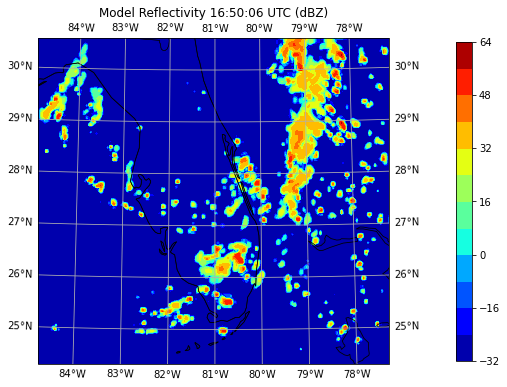 Model Reflectivity 16:50:06 UTC (dBZ)
84°W 83°W 82°W 81°W 80°W 79°W 78°W
30°N 30°N
29°N 29°N
28°N 28°N
27°N 27°N
26°N 26°N
25°N 25°N
84°W 83°W 82°W 81°W 80°W 79°W 78°W
64
48
32
16
0
−16
−32